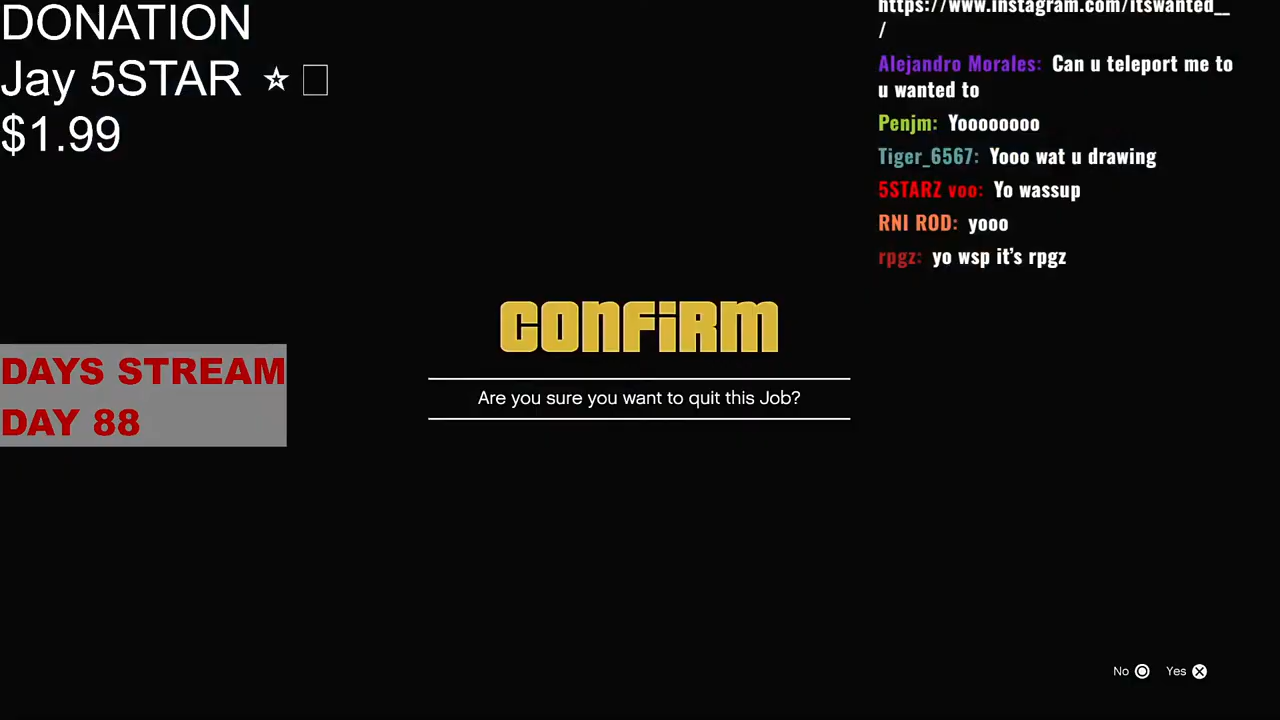 DONATION
Jay 5STAR ☆ □
$1.99
https://www.instagram.com/itswanted__
/
Alejandro Morales: Can u teleport me to
u wanted to
Penjm: Yoooooooo
Tiger_6567: Yooo wat u drawing
5STARZ voo: Yo wassup
RNI ROD: yooo
rpgz: yo wsp it’s rpgz
CONFIRM
Are you sure you want to quit this Job?
DAYS STREAM
DAY 88
No Yes